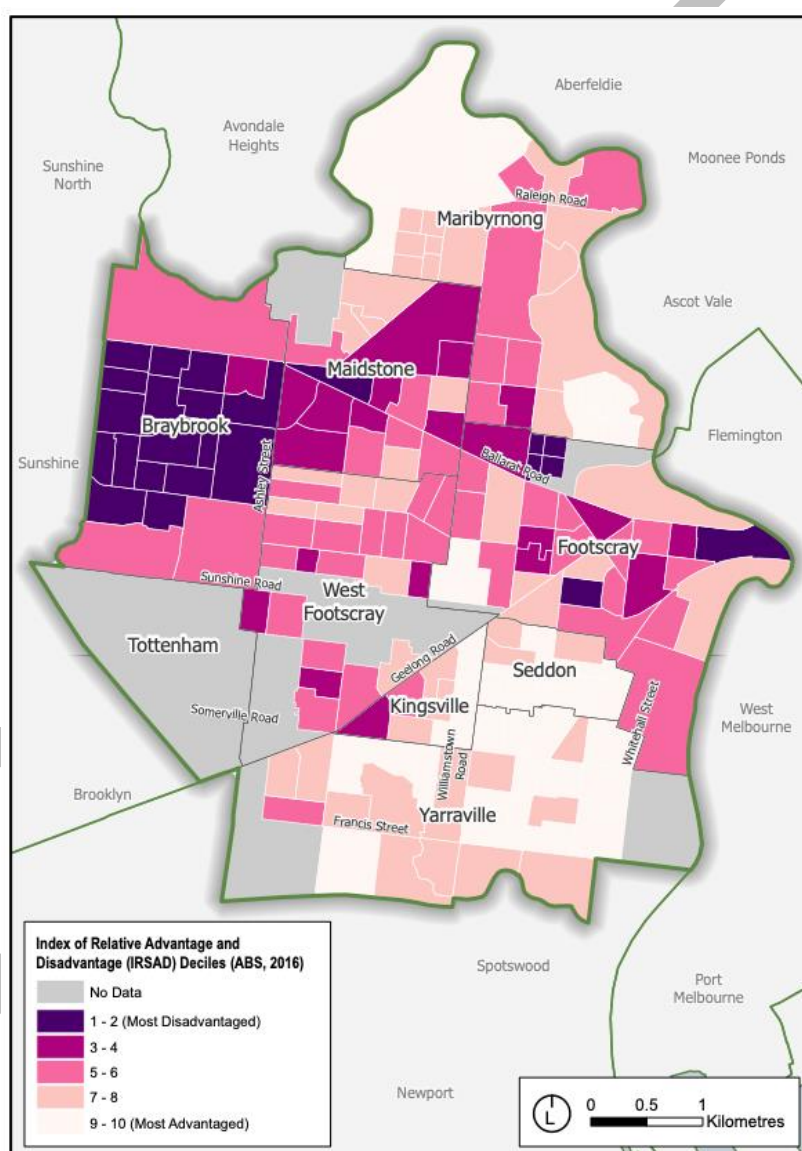 Aberfeldie
Avondale
Heights
Moonee Ponds
Sunshine
North
Raleigh Road
Maribyrnong
Ascot Vale
Maidstone
Braybrook
Flemington
Sunshine
Ashley Street
Ballarat Road
Footscray
Sunshine Road
West
Footscray
Tottenham
Geelong Road
Seddon
Somerville Road
Kingsville
Whitehall Street
West
Melbourne
Williamstown
Road
Brooklyn
Yarraville
Francis Street
Index of Relative Advantage and
Disadvantage (IRSAD) Deciles (ABS, 2016)
No Data
1 - 2 (Most Disadvantaged)
3 - 4
5 - 6
7 - 8
9 - 10 (Most Advantaged)
Spotswood
Port
Melbourne
Newport
L
0 0.5 1
Kilometres